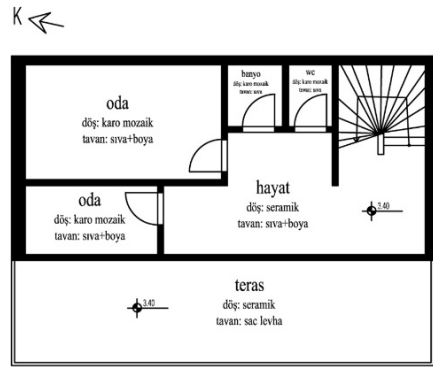 K
oda
döş: karo mozaik
tavan: sıva+boya
banyo
döş: karo mozaik
tavan: sıva
wc
döş: karo mozaik
tavan: sıva
oda
döş: karo mozaik
tavan: sıva+boya
hayat
döş: seramik
tavan: sıva+boya
3.40
teras
döş: seramik
tavan: sac levha
3.40